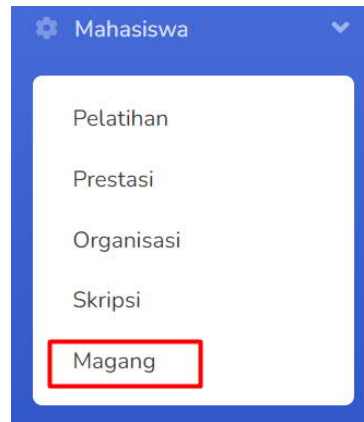 Mahasiswa
Pelatihan
Prestasi
Organisasi
Skripsi
Magang